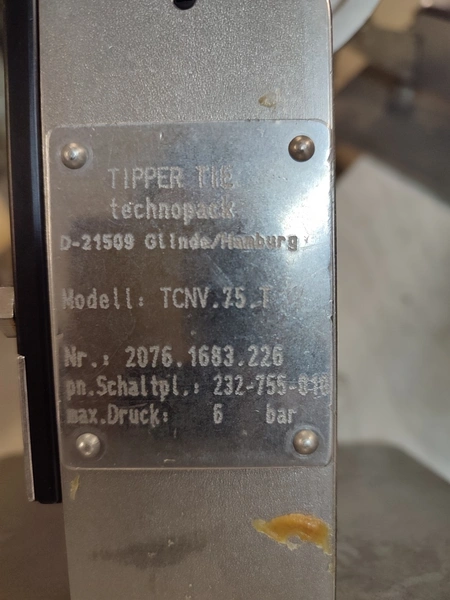 TIPPER TIE
technopack
D-21509 Glinde/Hamburg
Modell: TCNV.75.T
Nr.: 2076.1683.226
pn.Schaltpl.: 232-755-010
max.Druck: 6 bar